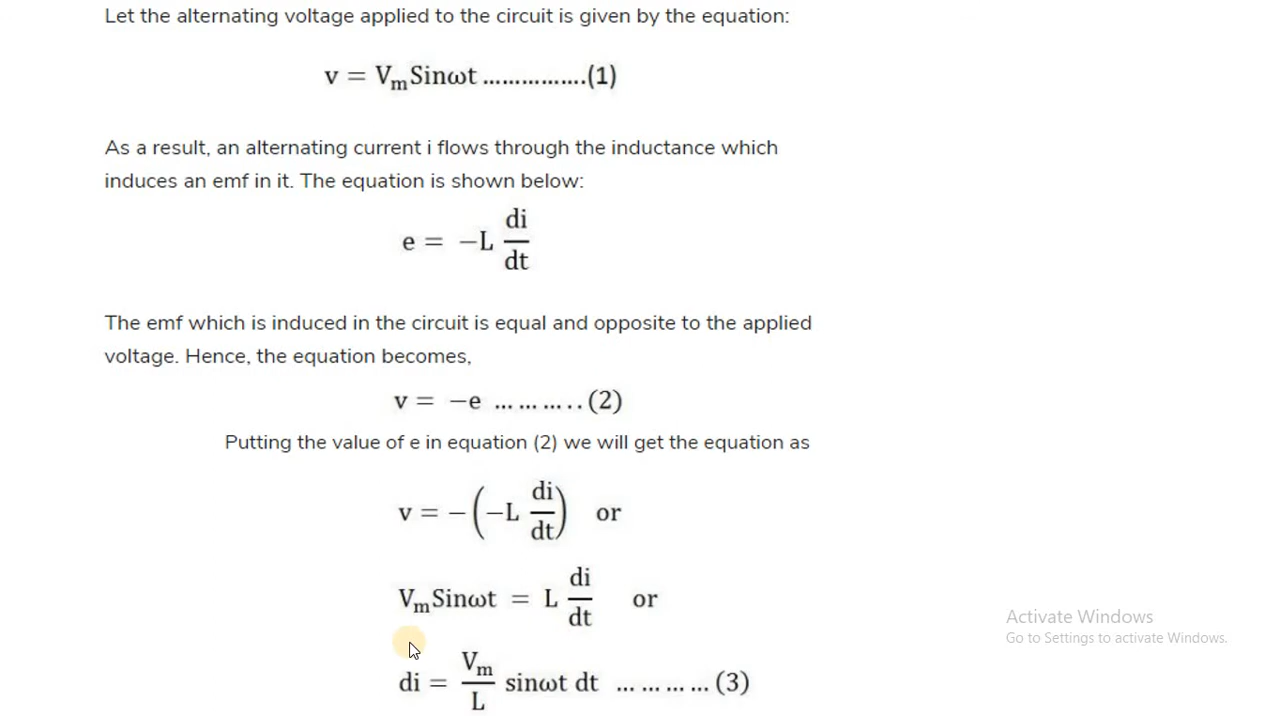 Let the alternating voltage applied to the circuit is given by the equation:
v = VₘSinωt ................(1)
As a result, an alternating current i flows through the inductance which
induces an emf in it. The equation is shown below:
e = −L di/dt
The emf which is induced in the circuit is equal and opposite to the applied
voltage. Hence, the equation becomes,
v = −e ... ... ... . . (2)
Putting the value of e in equation (2) we will get the equation as
v = −(−L di/dt) or
VₘSinωt = L di/dt or
Activate Windows
Go to Settings to activate Windows.
di = Vₘ/L sinωt dt ... ... ... ... (3)